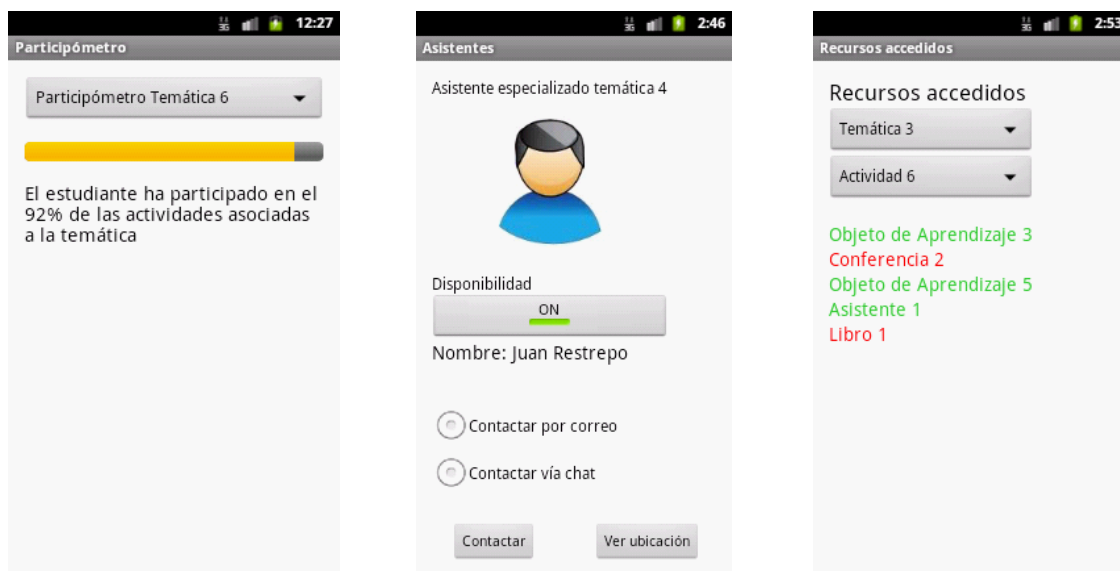 12:27
Participómetro
Participómetro Temática 6
El estudiante ha participado en el
92% de las actividades asociadas
a la temática
2:46
Asistentes
Asistente especializado temática 4
Disponibilidad
ON
Nombre: Juan Restrepo
Contactar por correo
Contactar vía chat
Contactar
Ver ubicación
2:53
Recursos accedidos
Recursos accedidos
Temática 3
Actividad 6
Objeto de Aprendizaje 3
Conferencia 2
Objeto de Aprendizaje 5
Asistente 1
Libro 1